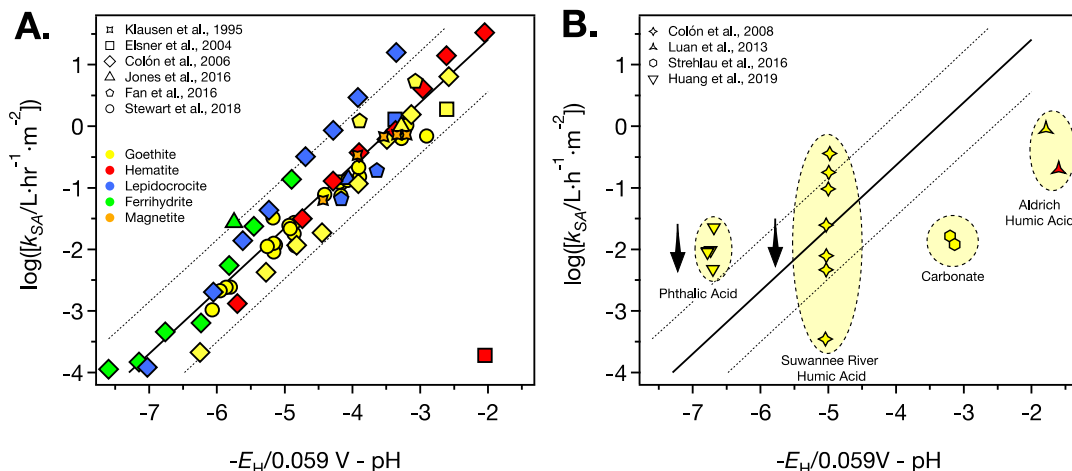 A.
Klausen et al., 1995
Elsner et al., 2004
Colón et al., 2006
Jones et al., 2016
Fan et al., 2016
Stewart et al., 2018
Goethite
Hematite
Lepidocrocite
Ferrihydrite
Magnetite
log([kSA/L·hr⁻¹·m⁻²])
1
0
-1
-2
-3
-4
-7
-6
-5
-4
-3
-2
-EH/0.059 V - pH
B.
Colón et al., 2008
Luan et al., 2013
Strehlau et al., 2016
Huang et al., 2019
Phthalic Acid
Suwannee River
Humic Acid
Carbonate
Aldrich
Humic Acid
log([kSA/L·h⁻¹·m⁻²])
1
0
-1
-2
-3
-4
-7
-6
-5
-4
-3
-2
-EH/0.059V - pH